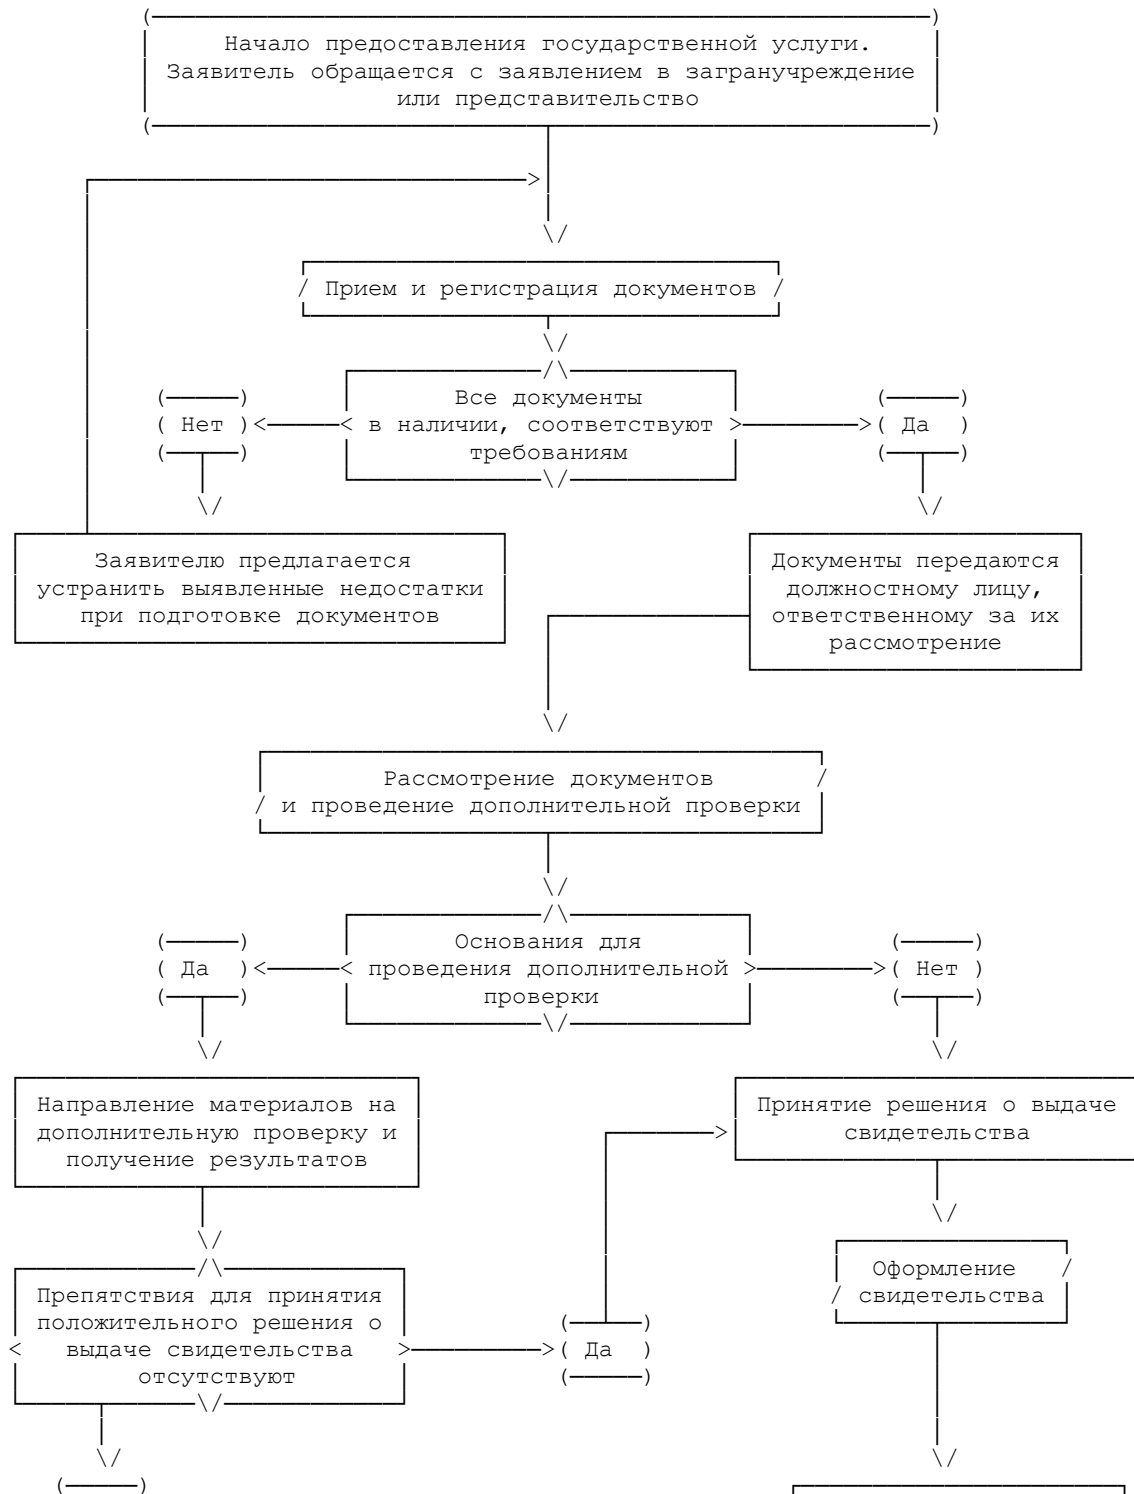 Начало предоставления государственной услуги.
Заявитель обращается с заявлением в загранучреждение
или представительство
Прием и регистрация документов
Все документы
в наличии, соответствуют
требованиям
Нет
Да
Заявителю предлагается
устранить выявленные недостатки
при подготовке документов
Документы передаются
должностному лицу,
ответственному за их
рассмотрение
Рассмотрение документов
и проведение дополнительной проверки
Основания для
проведения дополнительной
проверки
Да
Нет
Направление материалов на
дополнительную проверку и
получение результатов
Принятие решения о выдаче
свидетельства
Препятствия для принятия
положительного решения о
выдаче свидетельства
отсутствуют
Да
Оформление
свидетельства